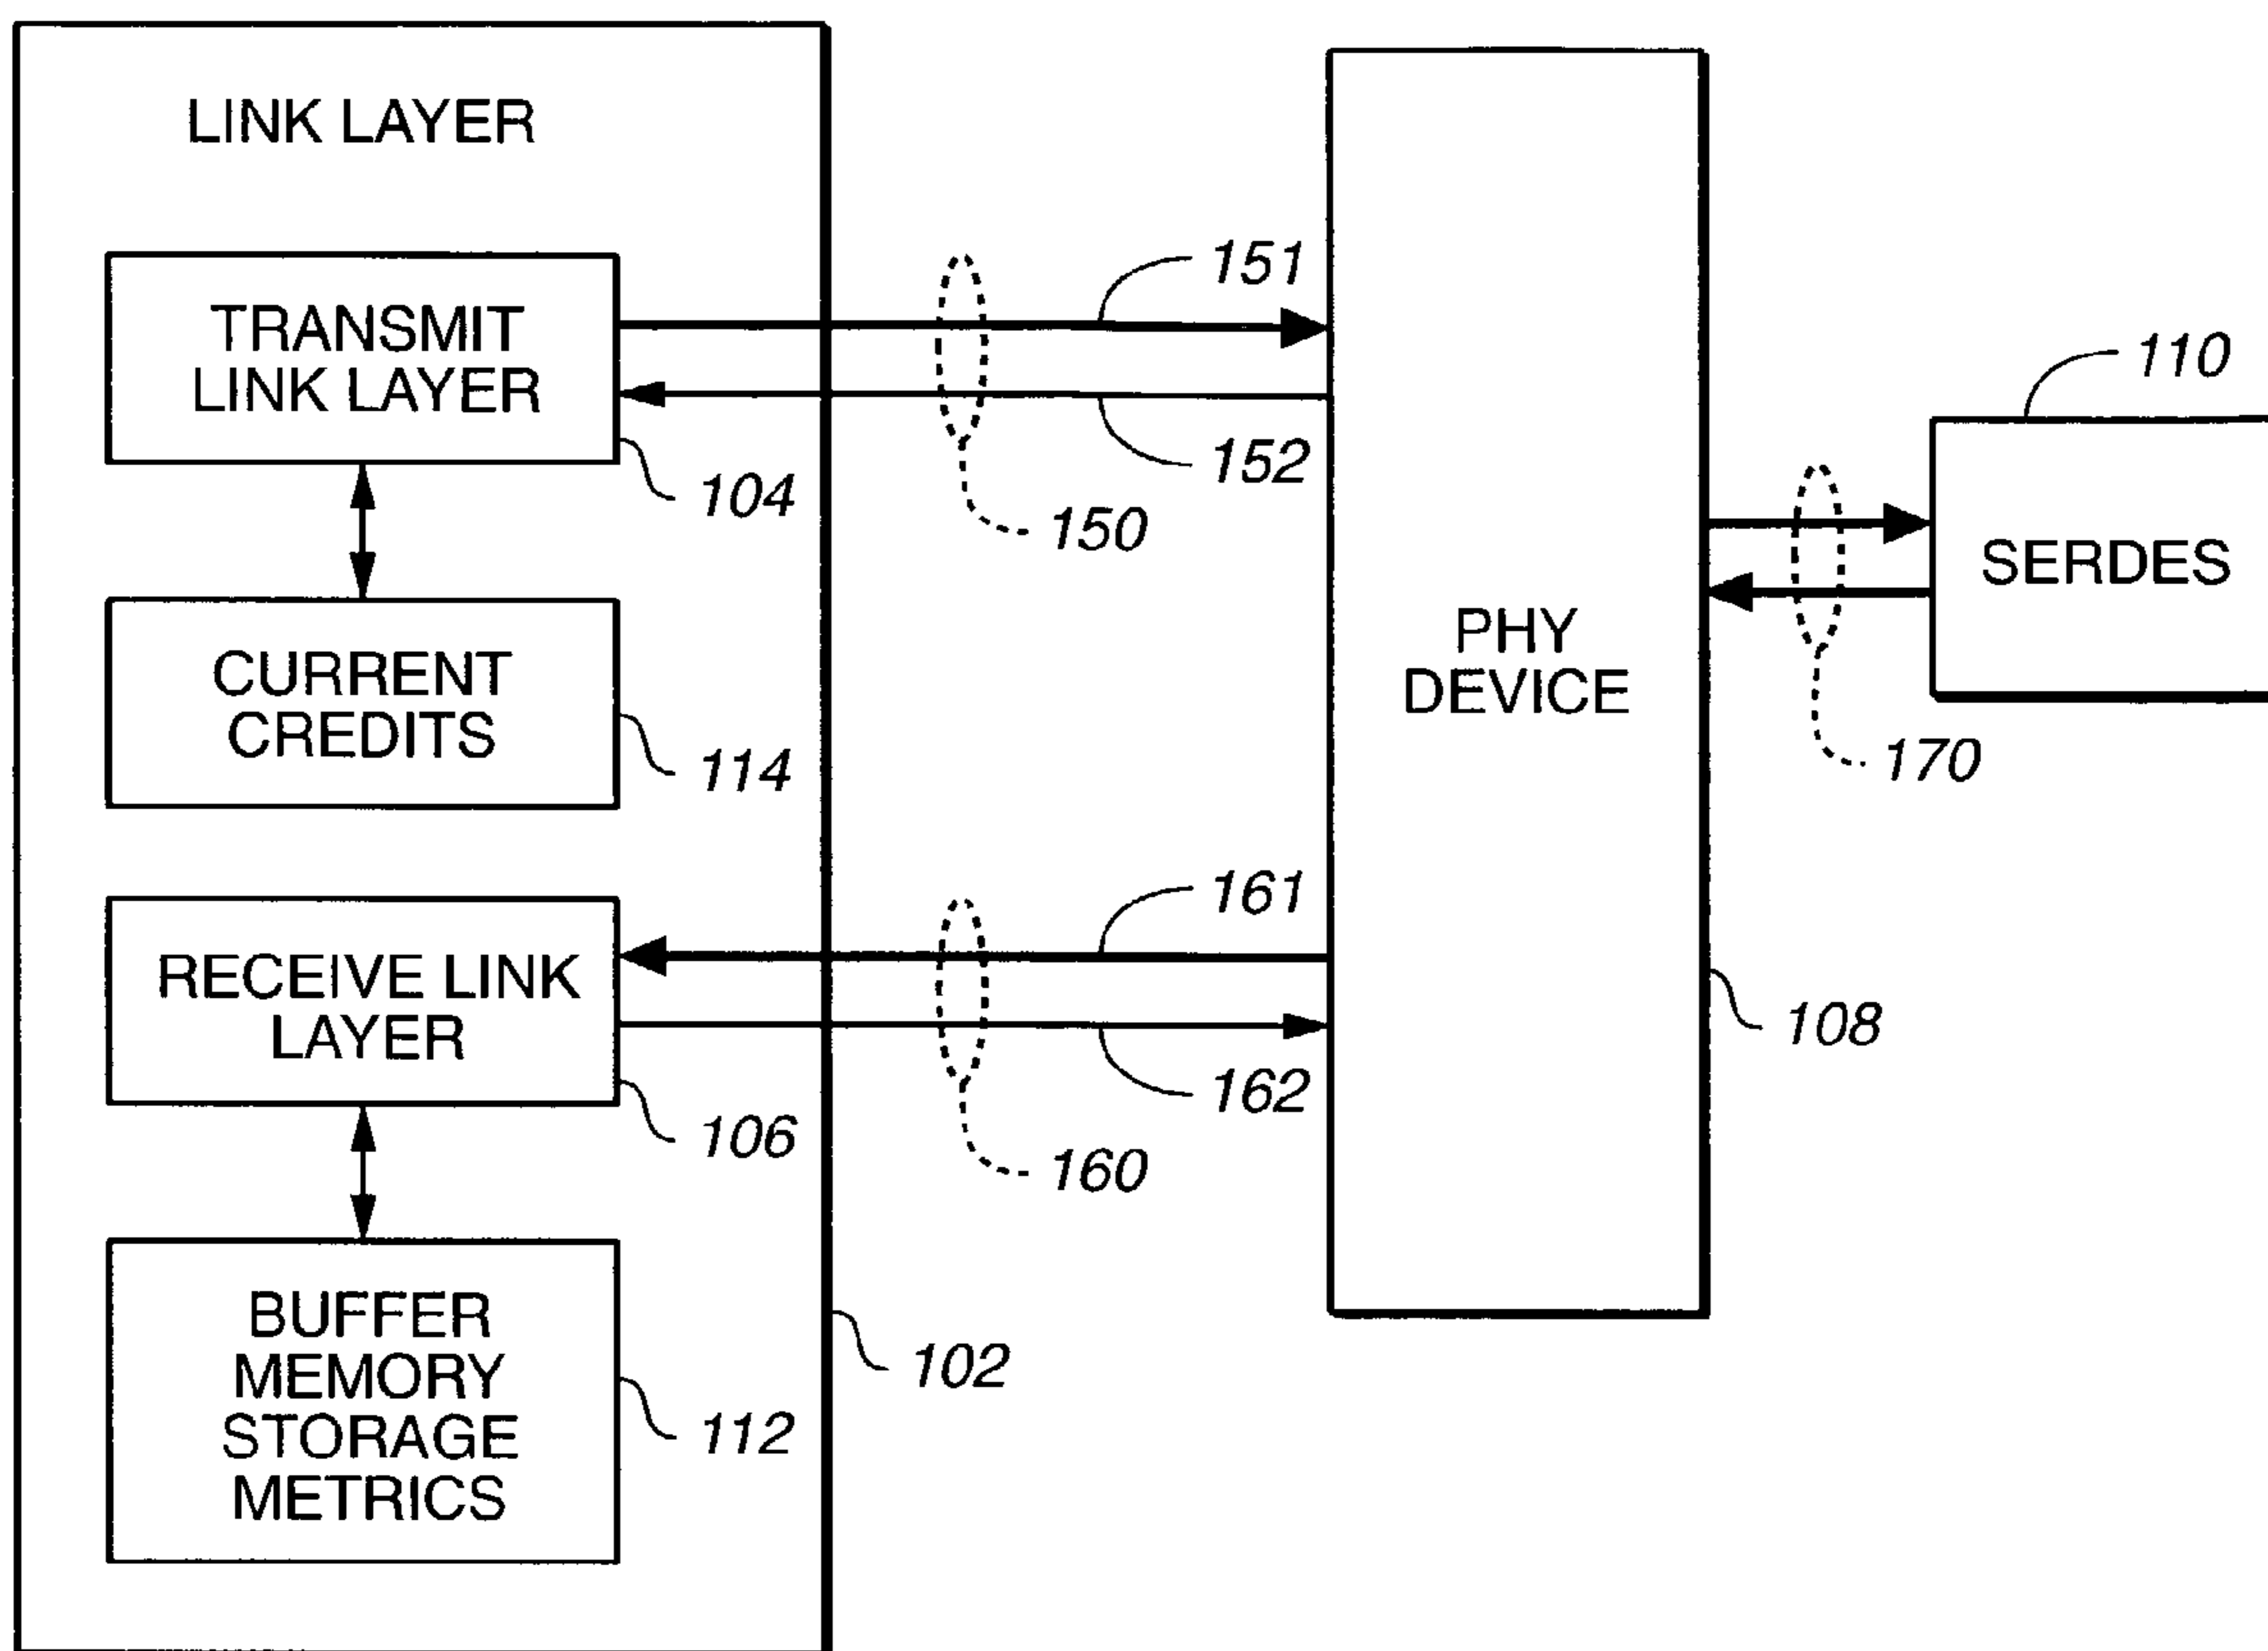 LINK LAYER
TRANSMIT
LINK LAYER
104
CURRENT
CREDITS
114
RECEIVE LINK
LAYER
106
BUFFER
MEMORY
STORAGE
METRICS
112
102
151
152
150
161
162
160
PHY
DEVICE
108
110
SERDES
170